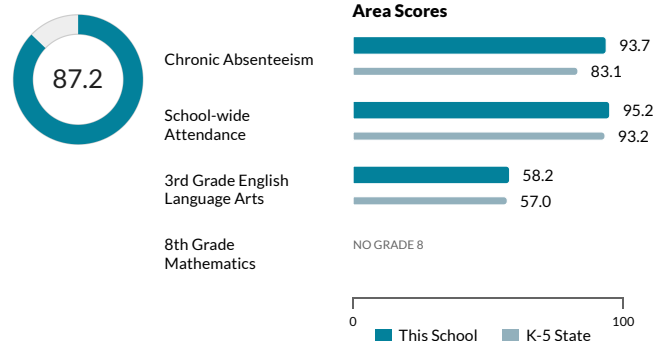 Area Scores
87.2
Chronic Absenteeism
93.7
83.1
School-wide
Attendance
95.2
93.2
3rd Grade English
Language Arts
58.2
57.0
8th Grade
Mathematics
NO GRADE 8
0
100
This School
K-5 State